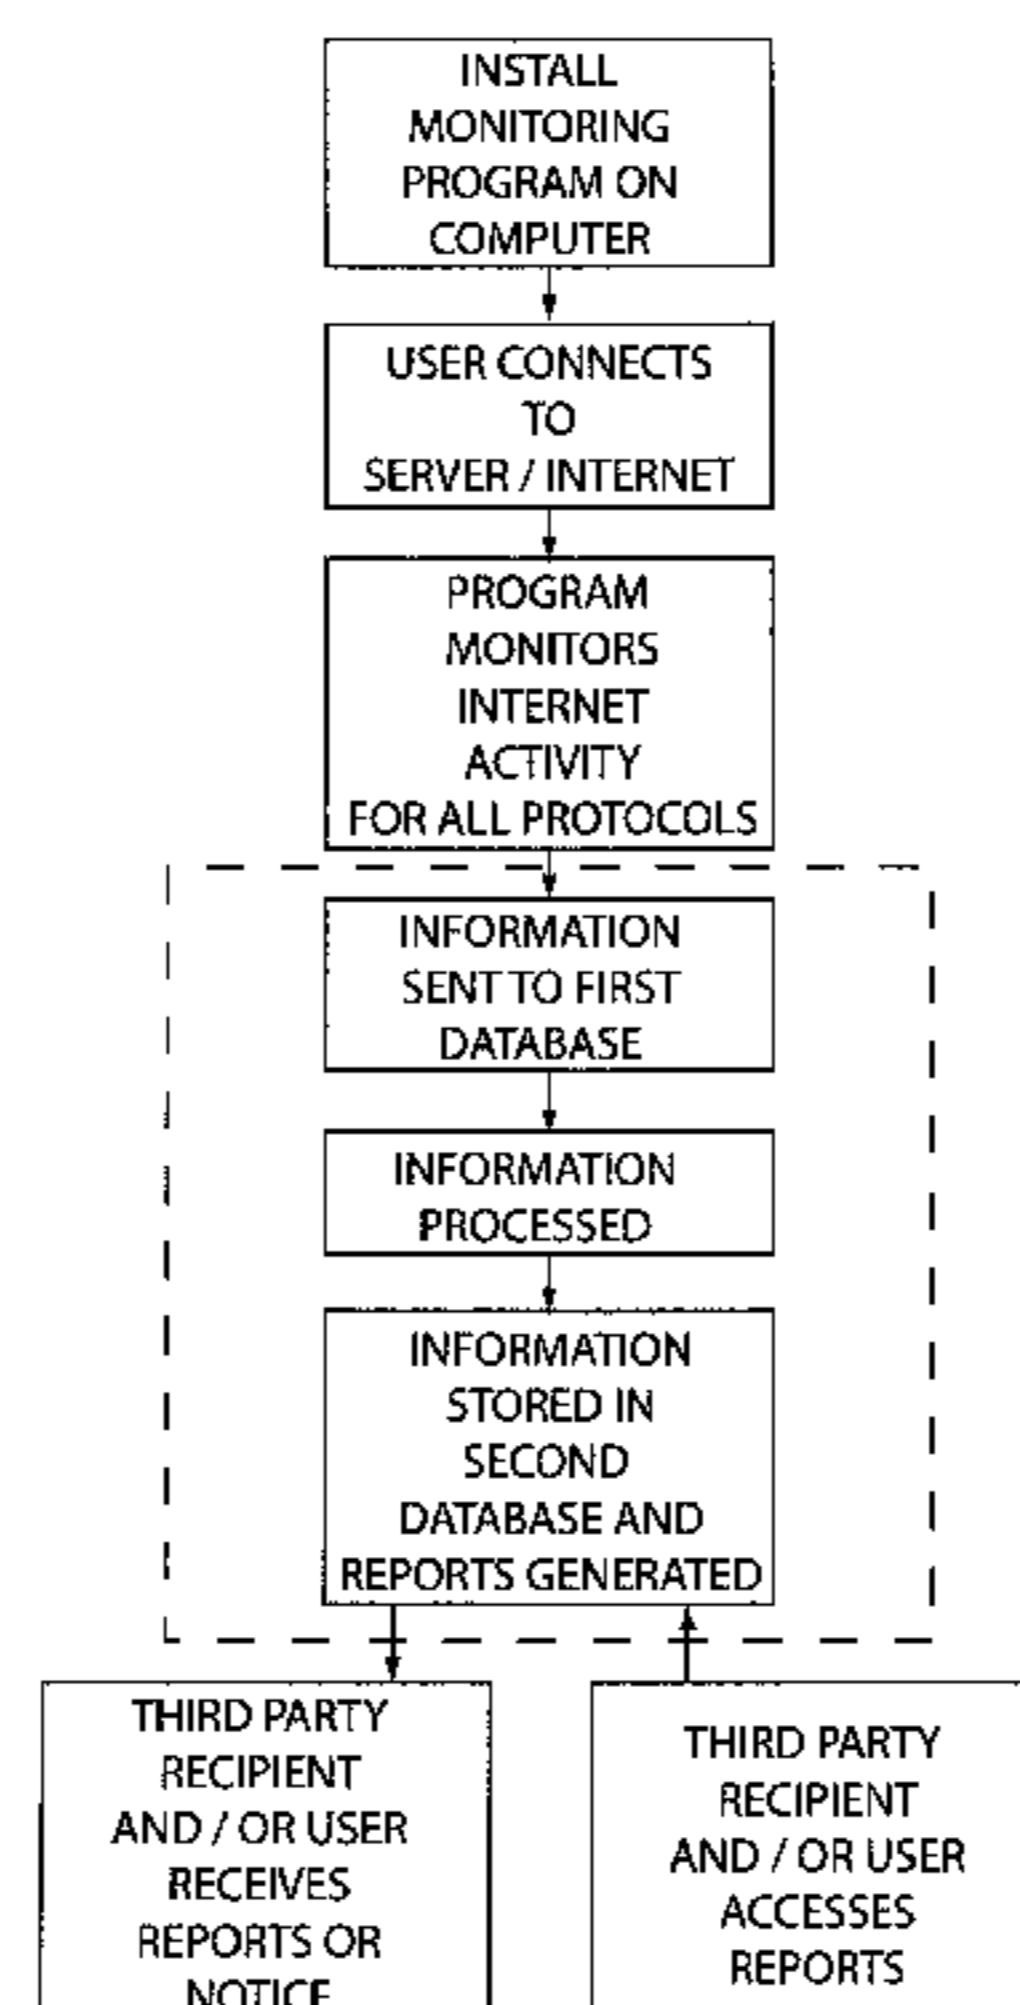 INSTALL
MONITORING
PROGRAM ON
COMPUTER
USER CONNECTS
TO
SERVER / INTERNET
PROGRAM
MONITORS
INTERNET
ACTIVITY
FOR ALL PROTOCOLS
INFORMATION
SENT TO FIRST
DATABASE
INFORMATION
PROCESSED
INFORMATION
STORED IN
SECOND
DATABASE AND
REPORTS GENERATED
THIRD PARTY
RECIPIENT
AND / OR USER
RECEIVES
REPORTS OR
NOTICE
THIRD PARTY
RECIPIENT
AND / OR USER
ACCESSES
REPORTS